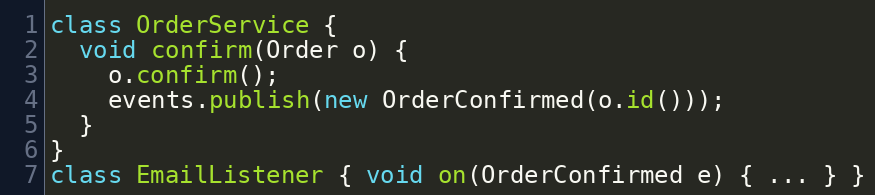 1 class OrderService {
2   void confirm(Order o) {
3     o.confirm();
4     events.publish(new OrderConfirmed(o.id()));
5   }
6 }
7 class EmailListener { void on(OrderConfirmed e) { ... } }